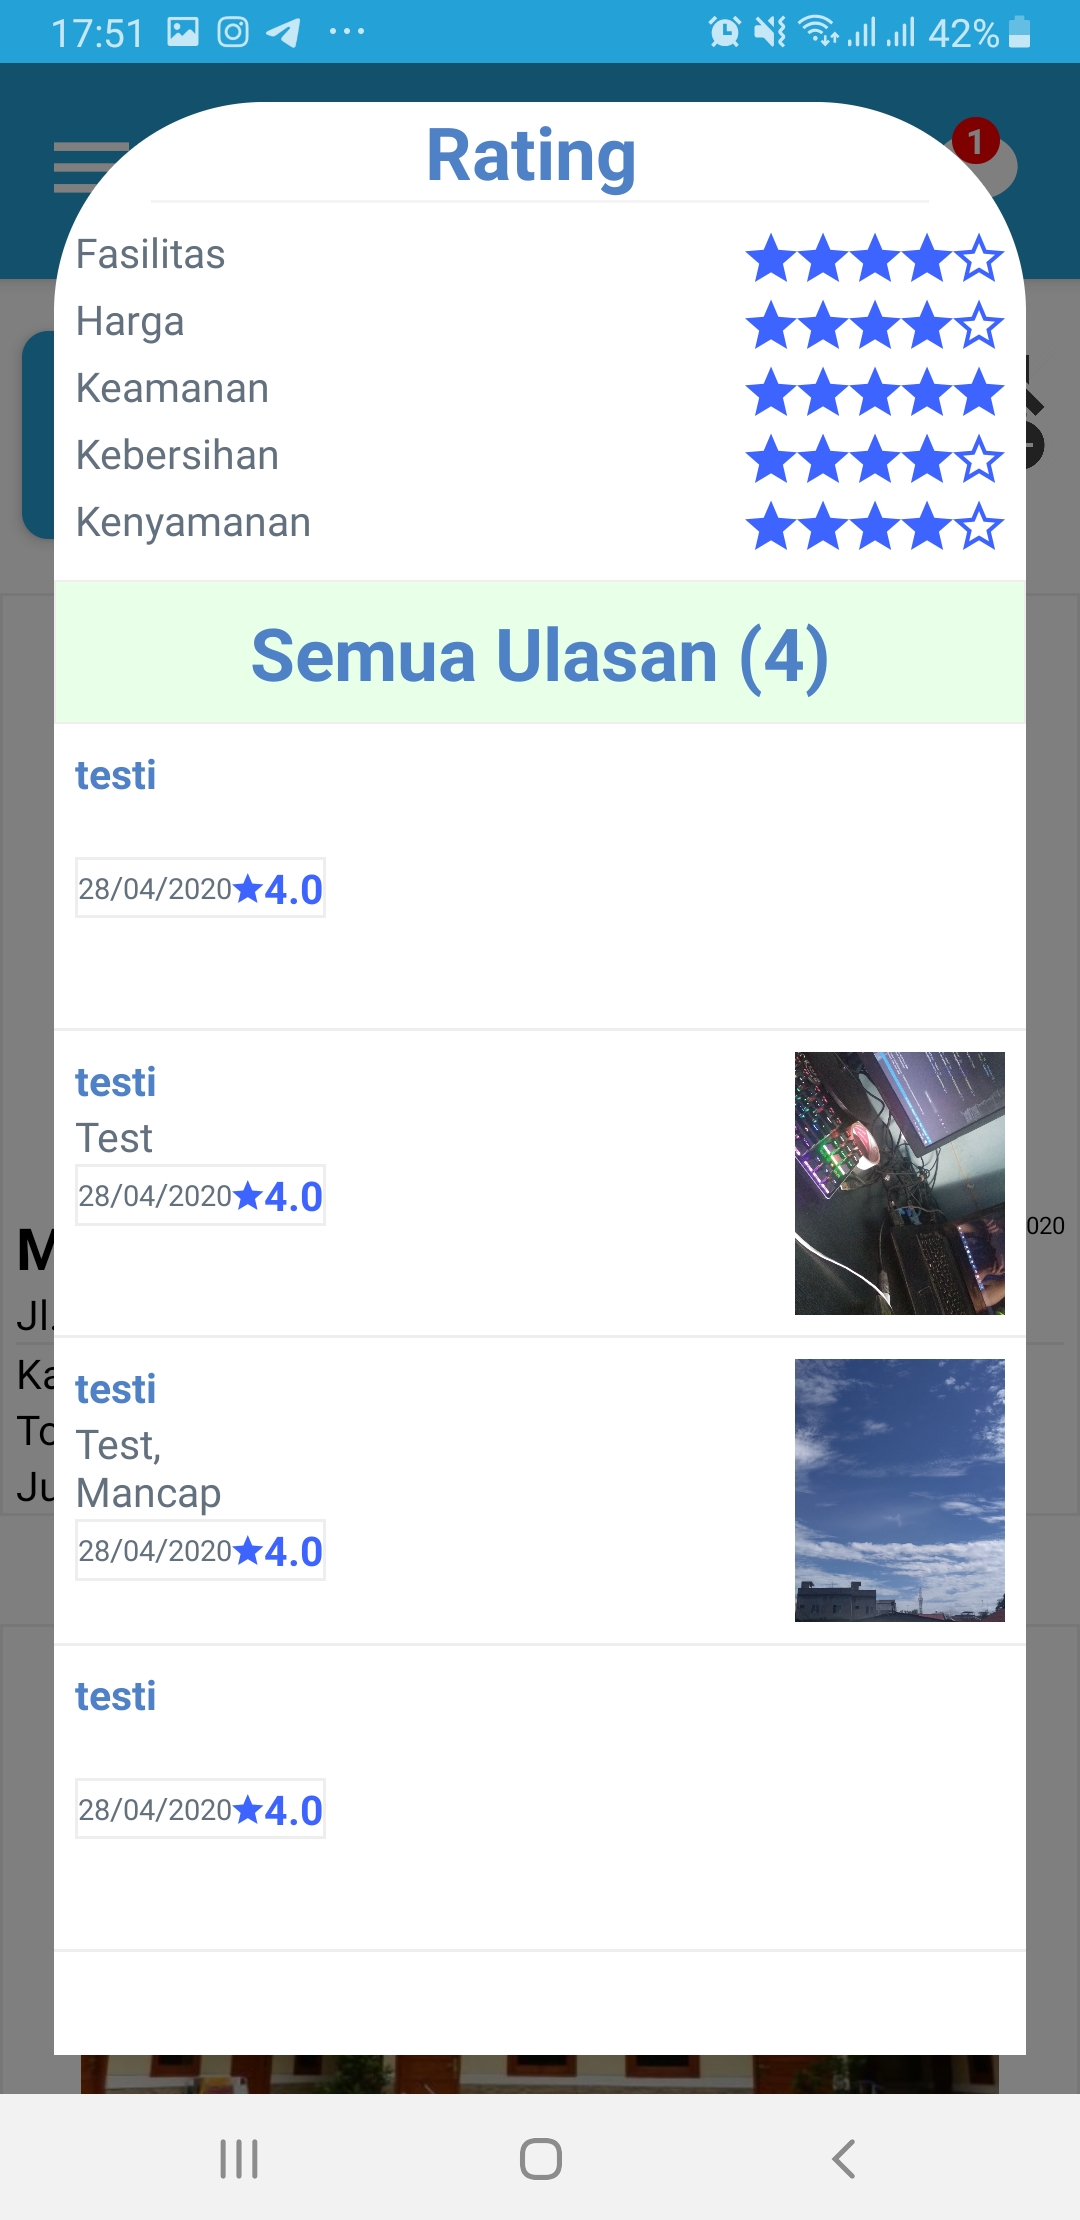 17:51
42%
1
Rating
Fasilitas
Harga
Keamanan
Kebersihan
Kenyamanan
Semua Ulasan (4)
testi
28/04/2020 4.0
testi
Test
28/04/2020 4.0
020
M
Jl.
Ka
testi
Test,
To
Mancap
Ju
28/04/2020 4.0
testi
28/04/2020 4.0